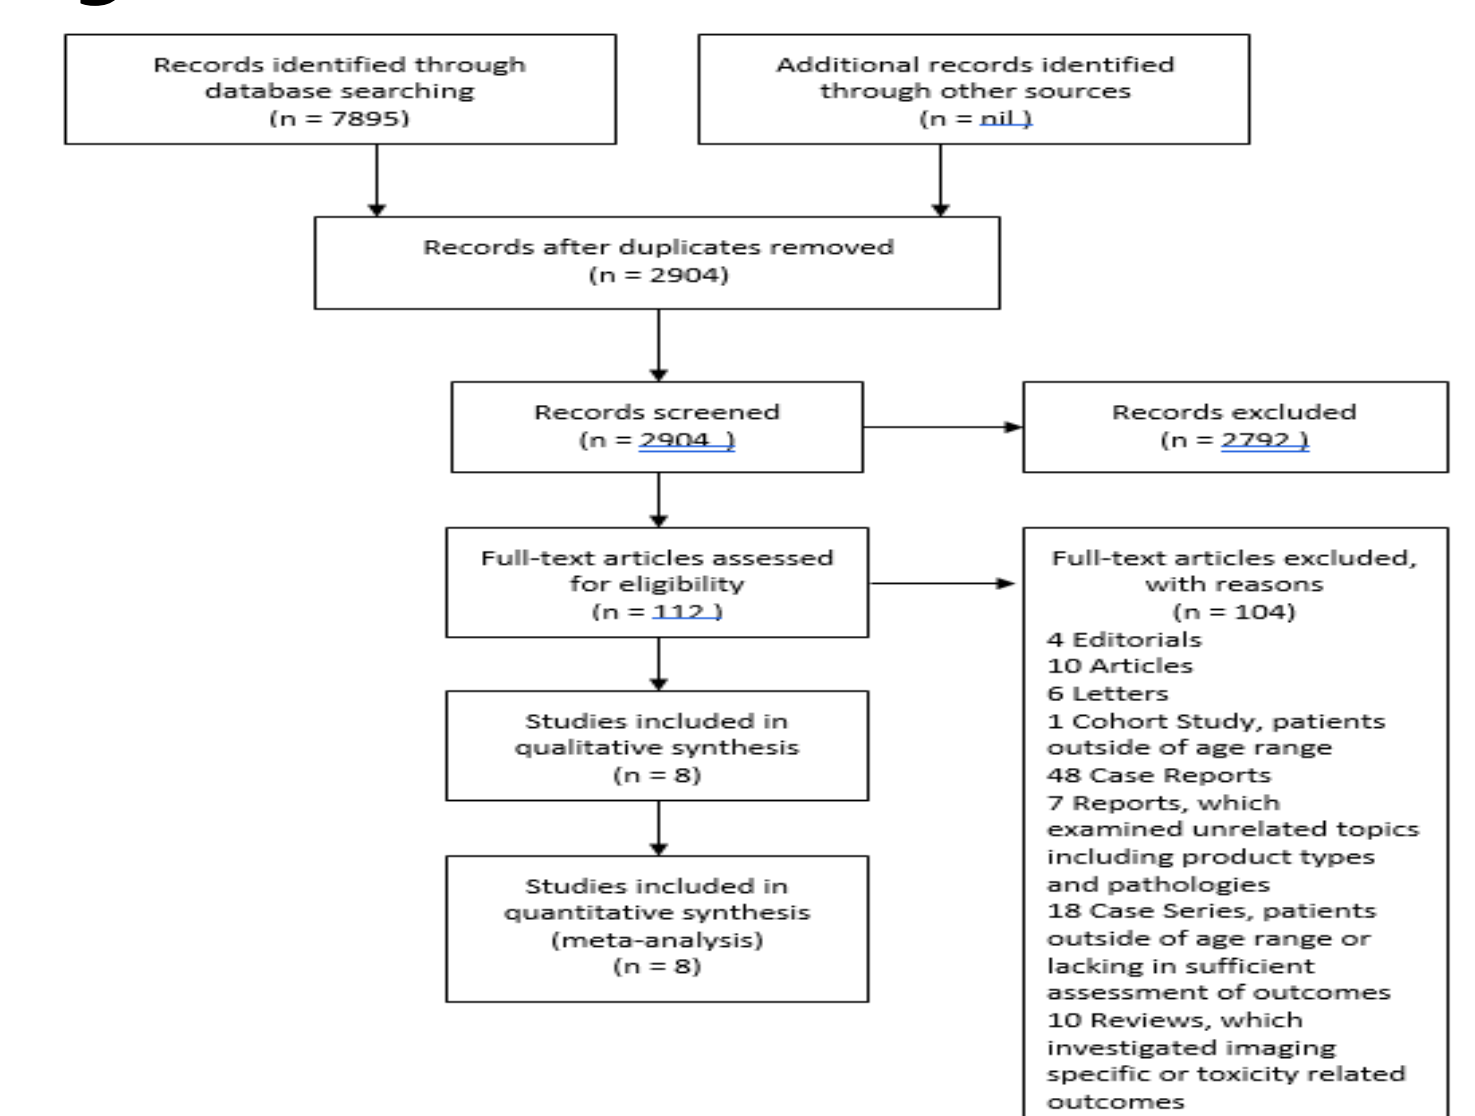 Records identified through
database searching
(n = 7895)
Additional records identified
through other sources
(n = nil )
Records after duplicates removed
(n = 2904)
Records screened
(n = 2904 )
Records excluded
(n = 2792 )
Full-text articles assessed
for eligibility
(n = 112 )
Full-text articles excluded,
with reasons
(n = 104)
4 Editorials
10 Articles
6 Letters
1 Cohort Study, patients
outside of age range
48 Case Reports
7 Reports, which
examined unrelated topics
including product types
and pathologies
18 Case Series, patients
outside of age range or
lacking in sufficient
assessment of outcomes
10 Reviews, which
investigated imaging
specific or toxicity related
outcomes
Studies included in
qualitative synthesis
(n = 8)
Studies included in
quantitative synthesis
(meta-analysis)
(n = 8)